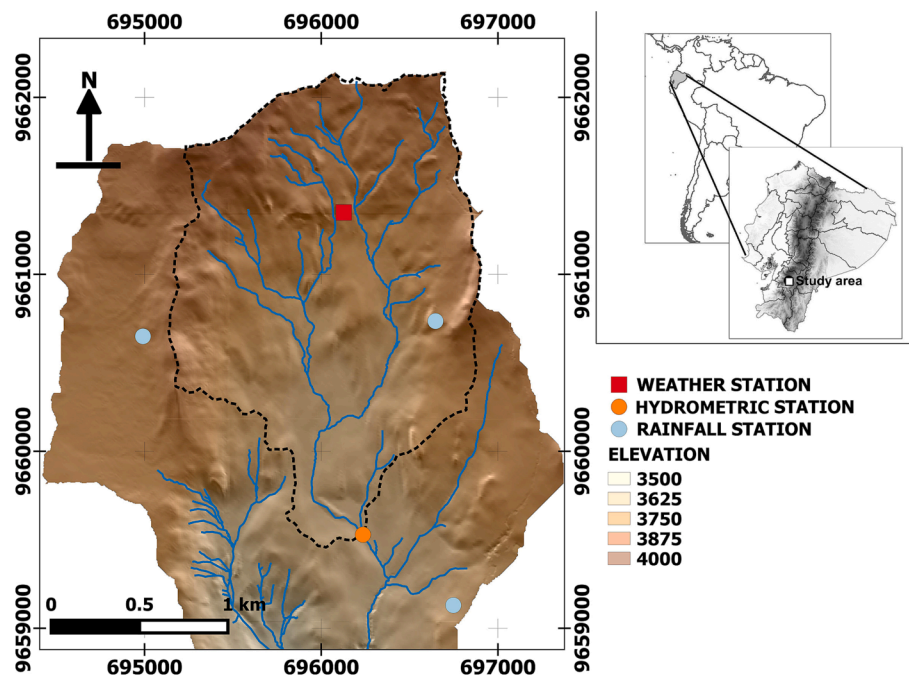 695000 696000 697000
N
9662000 9662000
9661000 9661000
9660000 9660000
9659000 9659000
0 0.5 1 km
695000 696000 697000
Study area
WEATHER STATION
HYDROMETRIC STATION
RAINFALL STATION
ELEVATION
3500
3625
3750
3875
4000